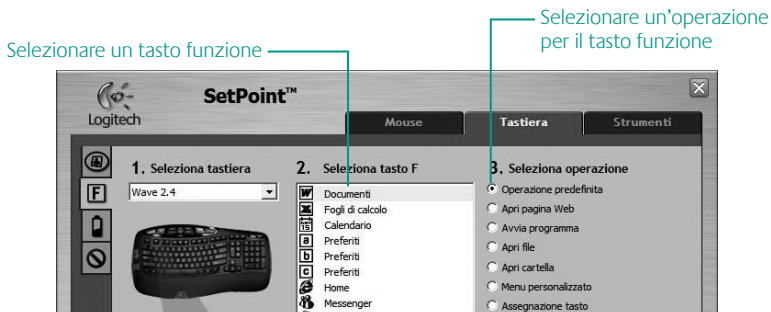 Selezionare un'operazione
per il tasto funzione
Selezionare un tasto funzione
Logitech
SetPoint™
Mouse
Tastiera
Strumenti
1. Seleziona tastiera
2. Seleziona tasto F
3. Seleziona operazione
Wave 2.4
F
W Documenti
X Fogli di calcolo
15 Calendario
a Preferiti
b Preferiti
c Preferiti
Home
Messenger
Operazione predefinita
Apri pagina Web
Avvia programma
Apri file
Apri cartella
Menu personalizzato
Assegnazione tasto